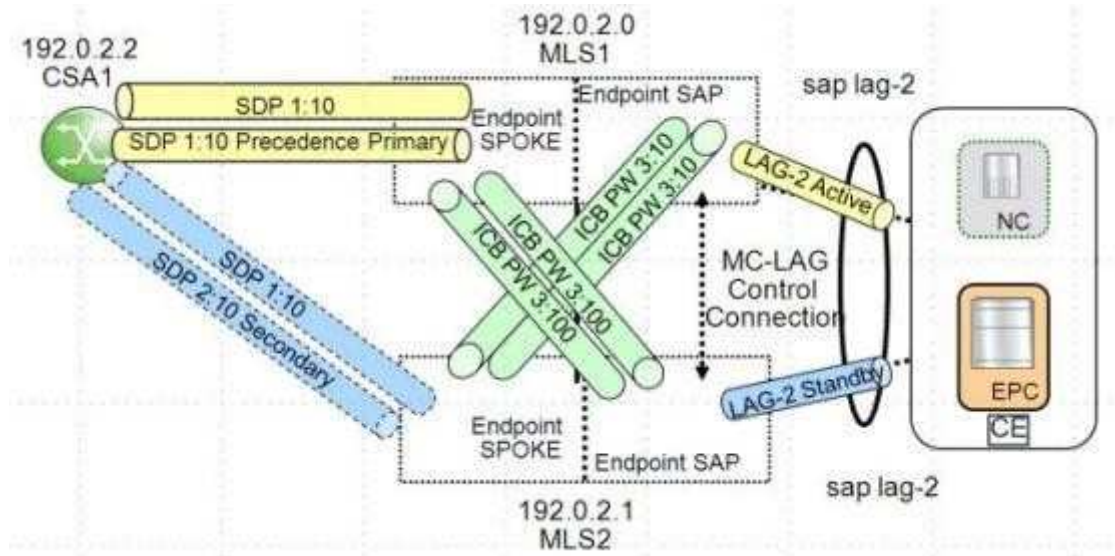 192.0.2.2
CSA1
192.0.2.0
MLS1
SDP 1:10
SDP 1:10 Precedence Primary
Endpoint
SPOKE
Endpoint SAP
sap lag-2
ICB PW 3:10
ICB PW 3:10
LAG-2 Active
NC
ICB PW 3:100
ICB PW 3:100
SDP 1:10
SDP 2:10 Secondary
MC-LAG
Control
Connection
LAG-2 Standby
EPC
CE
Endpoint
SPOKE
Endpoint SAP
sap lag-2
192.0.2.1
MLS2